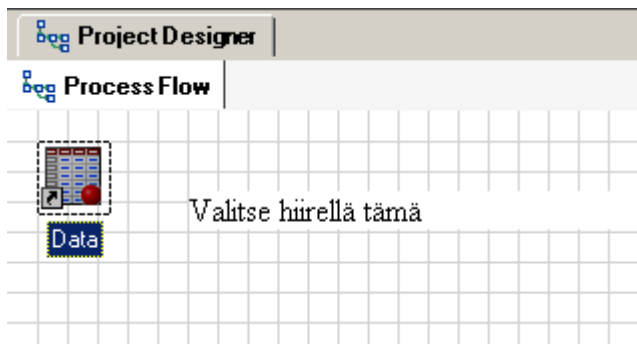 Project Designer
Process Flow
Valitse hiirellä tämä
Data